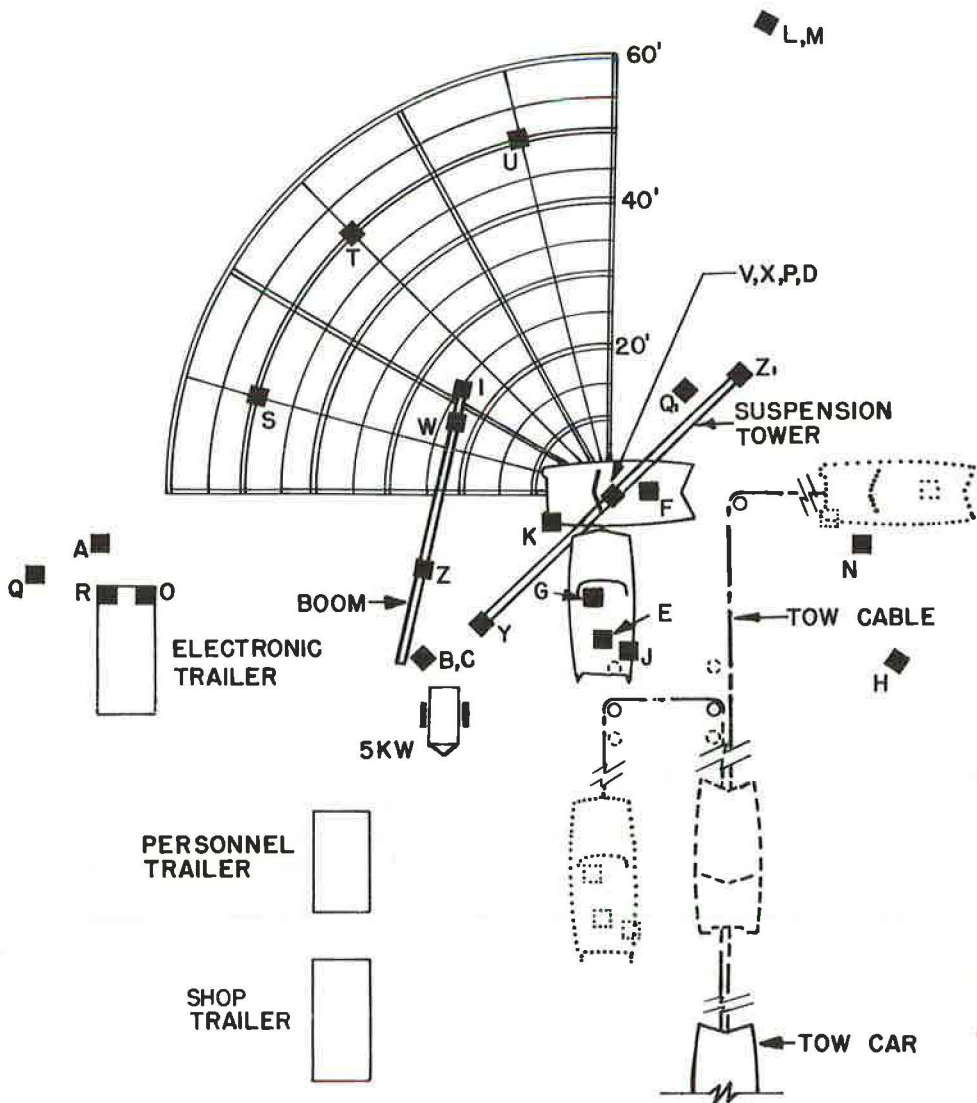 L,M
60'
U
40'
T
V,X,P,D
20'
I
Z₁
Q₁
S
W
SUSPENSION
TOWER
F
K
A
N
Q
Z
R
O
G
BOOM
E
TOW CABLE
Y
ELECTRONIC
TRAILER
B,C
J
H
5KW
PERSONNEL
TRAILER
SHOP
TRAILER
TOW CAR